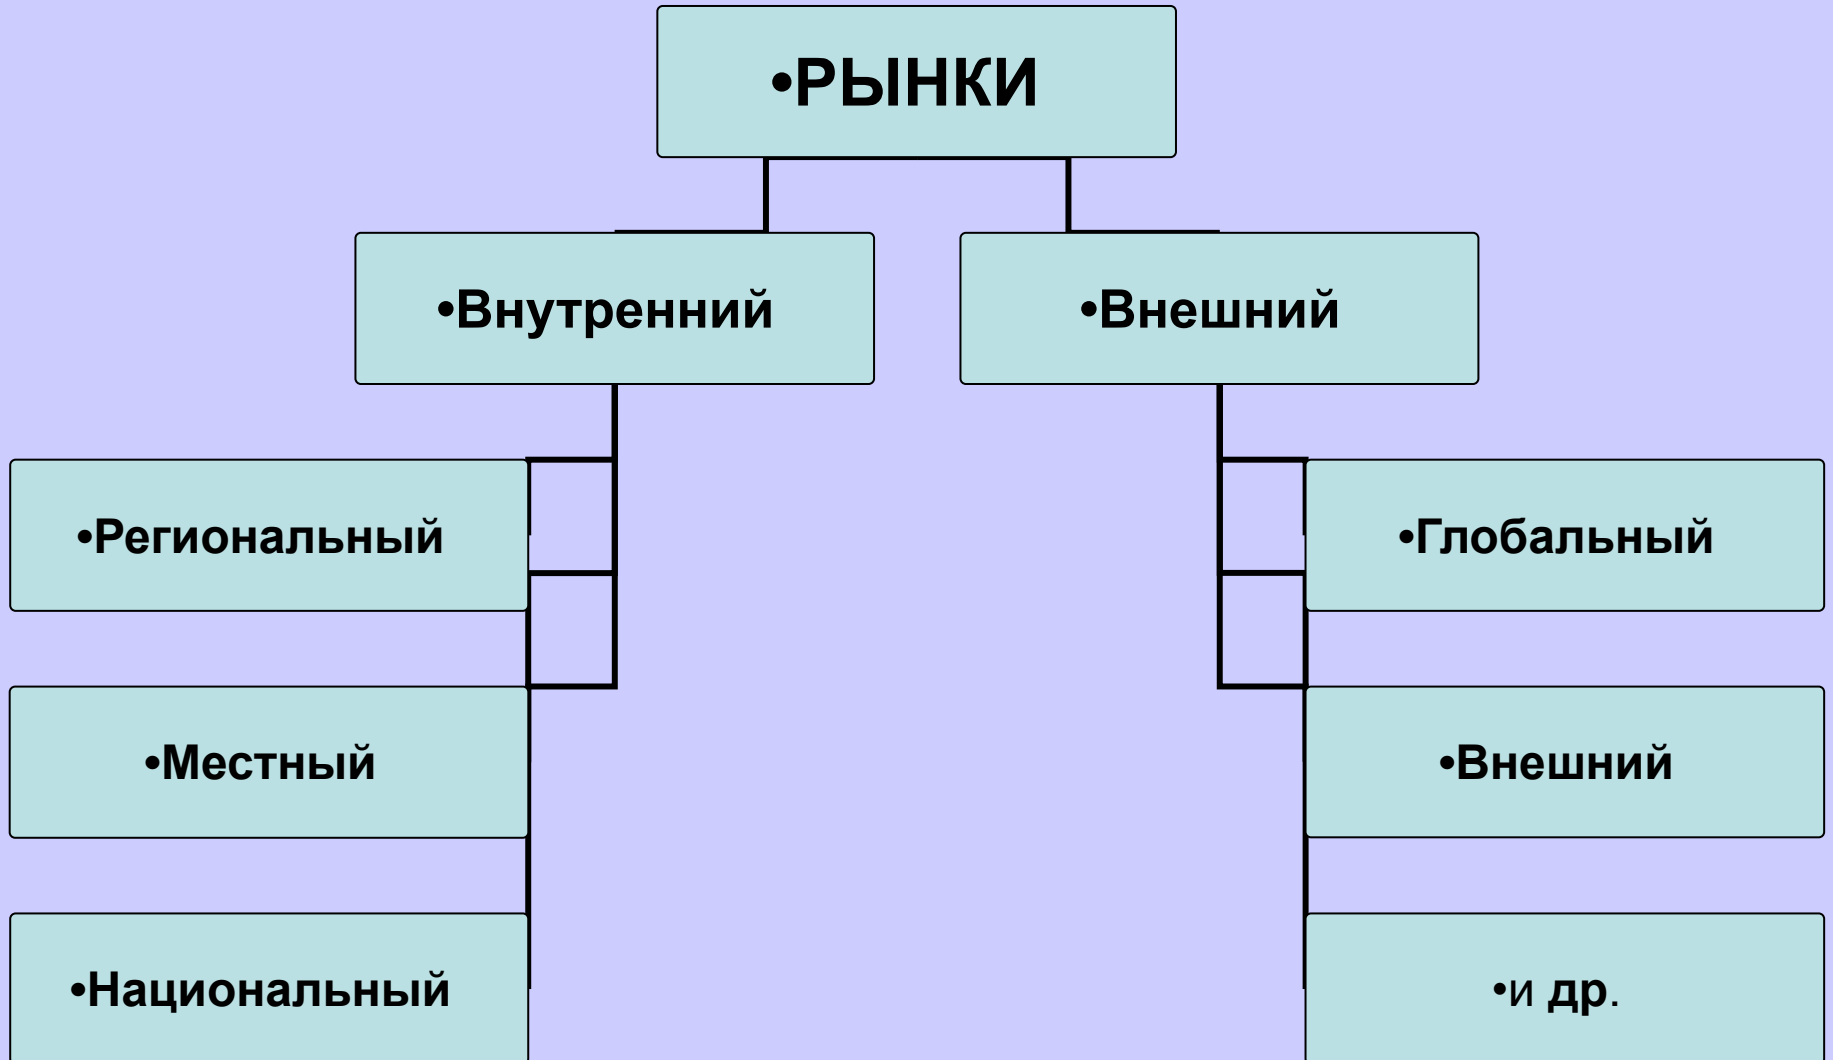 •РЫНКИ
•Внутренний
•Внешний
•Региональный
•Глобальный
•Местный
•Внешний
•Национальный
•и др.